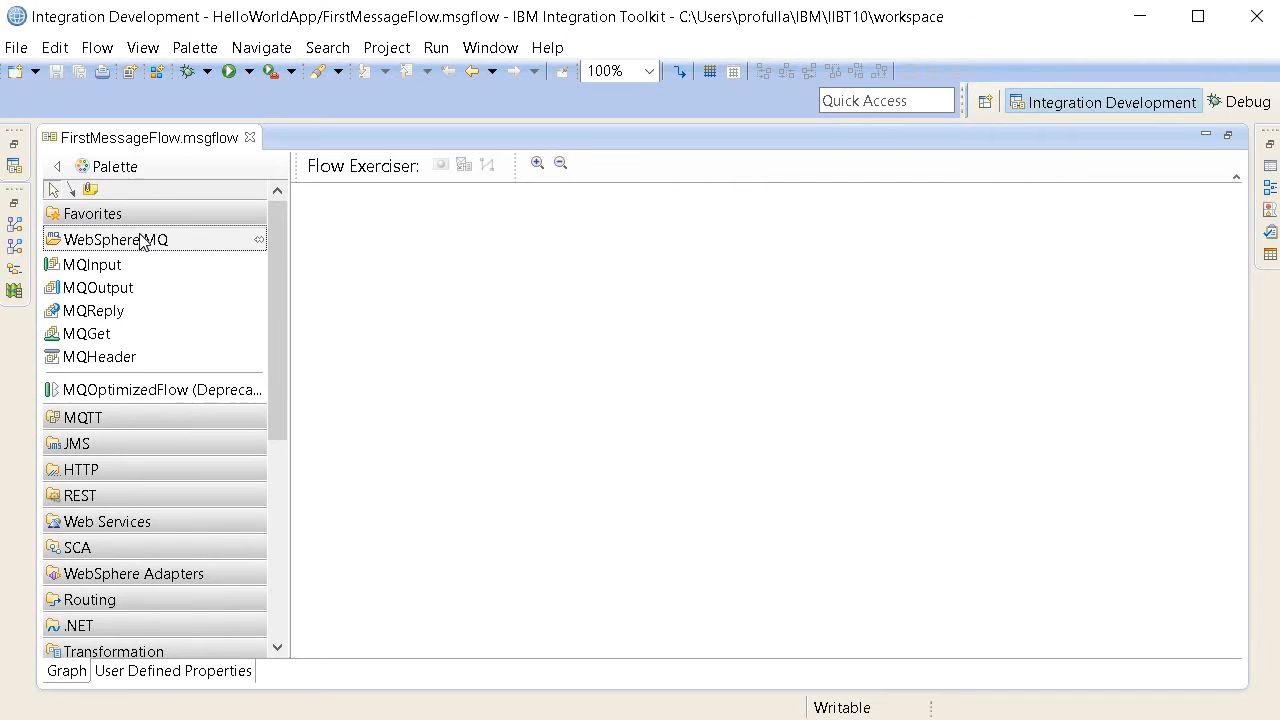 Integration Development - HelloWorldApp/FirstMessageFlow.msgflow - IBM Integration Toolkit - C:\Users\profulla\IBM\IIBT10\workspace
File Edit Flow View Palette Navigate Search Project Run Window Help
100%
Quick Access
Integration Development
Debug
FirstMessageFlow.msgflow
Palette
Flow Exerciser:
Favorites
WebSphere MQ
MQInput
MQOutput
MQReply
MQGet
MQHeader
MQOptimizedFlow (Depreca...
MQTT
JMS
HTTP
REST
Web Services
SCA
WebSphere Adapters
Routing
.NET
Transformation
Graph
User Defined Properties
Writable